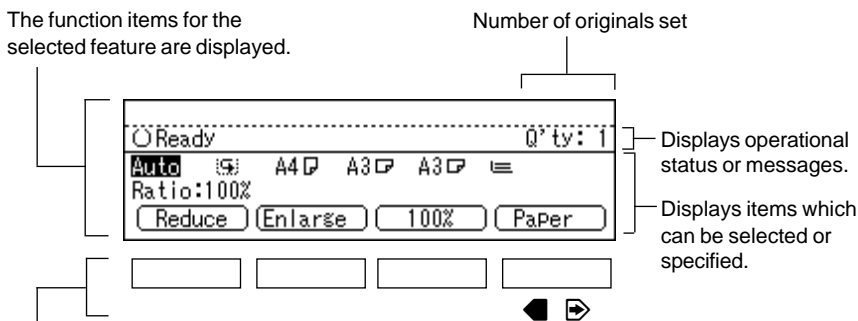 The function items for the
selected feature are displayed.
Number of originals set
Ready
Q'ty: 1
Displays operational
status or messages.
Auto A4 A3 A3
Ratio:100%
Reduce Enlarge 100% Paper
Displays items which
can be selected or
specified.